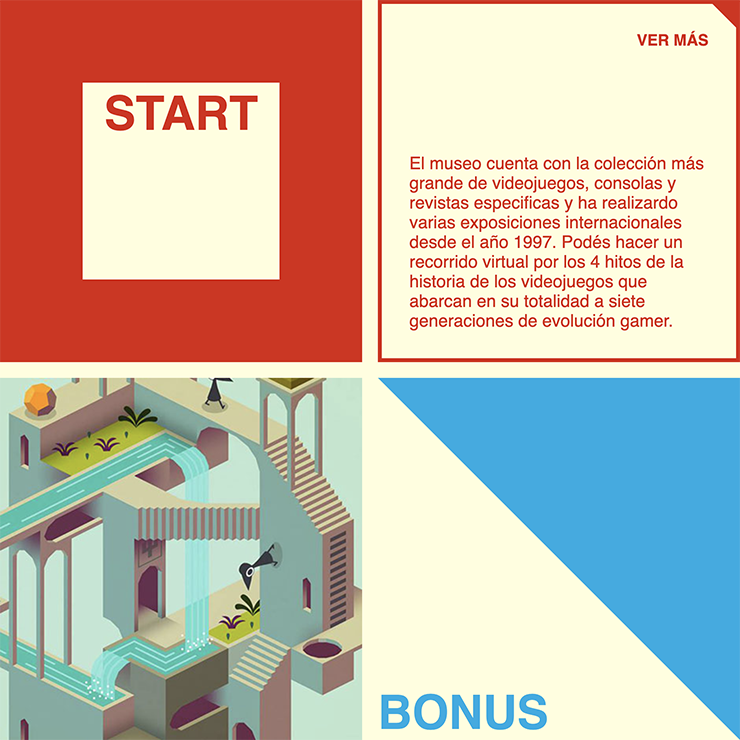 START
VER MÁS
El museo cuenta con la colección más
grande de videojuegos, consolas y
revistas especificas y ha realizardo
varias exposiciones internacionales
desde el año 1997. Podés hacer un
recorrido virtual por los 4 hitos de la
historia de los videojuegos que
abarcan en su totalidad a siete
generaciones de evolución gamer.
BONUS